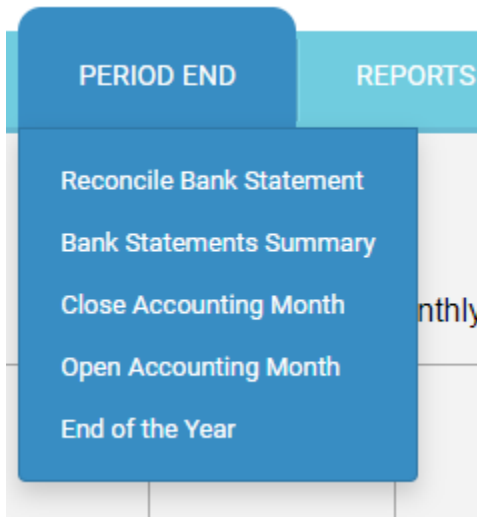 PERIOD END
REPORTS
Reconcile Bank Statement
Bank Statements Summary
Close Accounting Month
nthly
Open Accounting Month
End of the Year